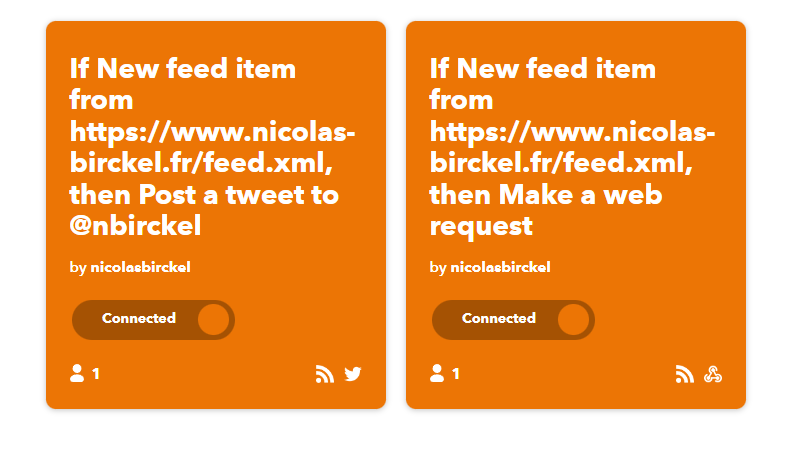 If New feed item
from
https://www.nicolas-
birckel.fr/feed.xml,
then Post a tweet to
@nbirckel
by nicolasbirckel
Connected
1
If New feed item
from
https://www.nicolas-
birckel.fr/feed.xml,
then Make a web
request
by nicolasbirckel
Connected
1